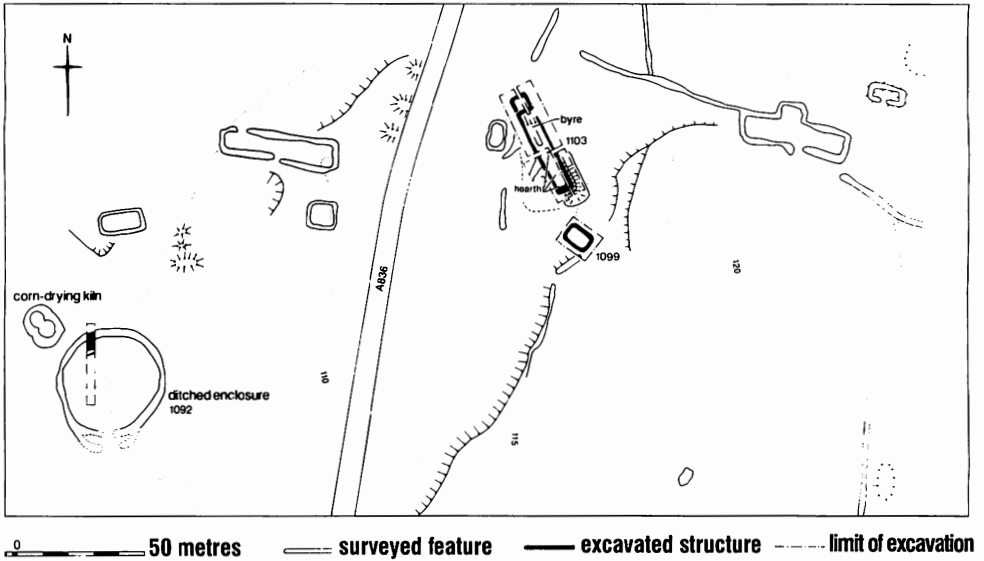 N
byre
1103
hearth
1099
A836
120
corn-drying kiln
110
ditched enclosure
1092
115
0
50 metres surveyed feature excavated structure limit of excavation